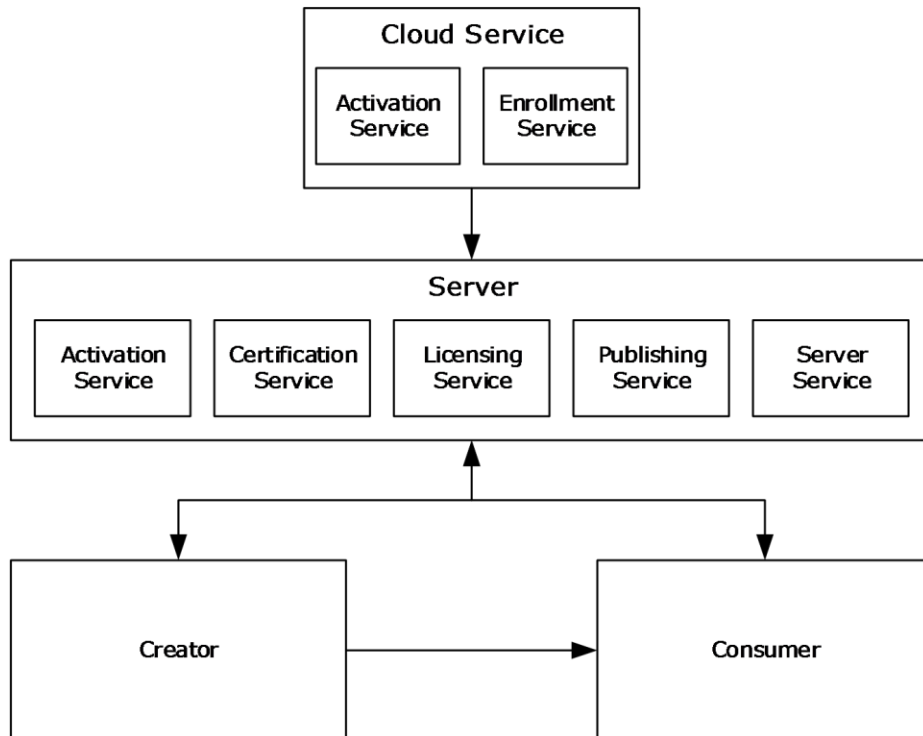 Cloud Service
Activation
Service
Enrollment
Service
Server
Activation
Service
Certification
Service
Licensing
Service
Publishing
Service
Server
Service
Creator
Consumer